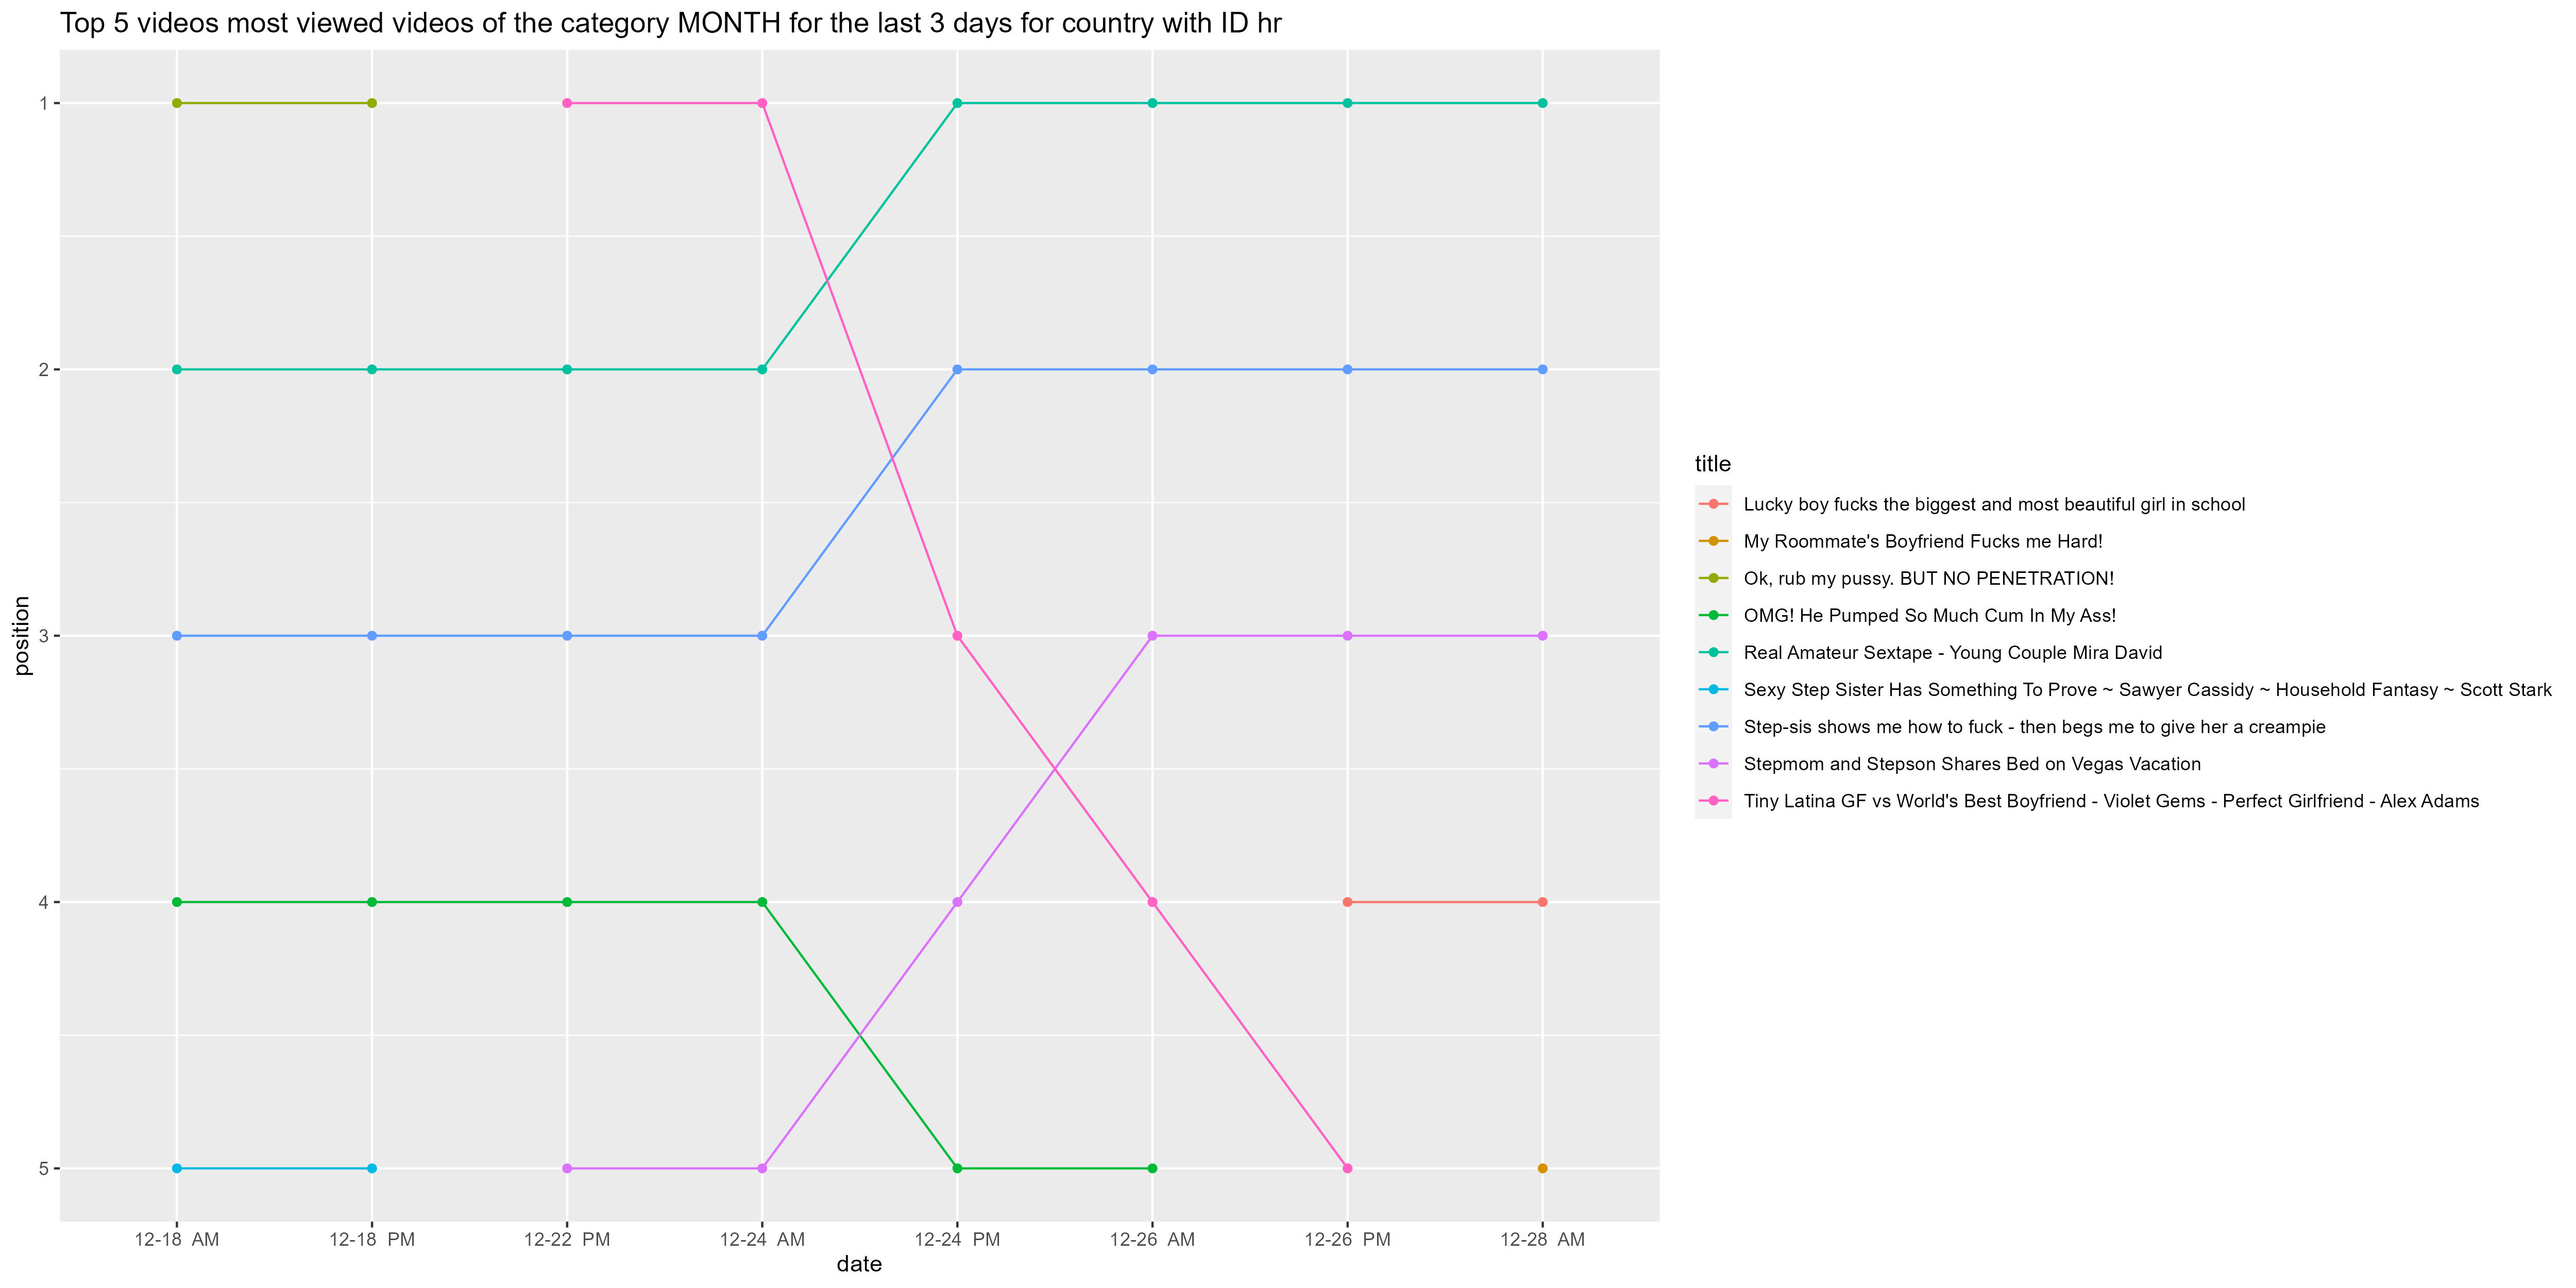 Top 5 videos most viewed videos of the category MONTH for the last 3 days for country with ID hr
position
1
2
3
4
5
12-18 AM
12-18 PM
12-22 PM
12-24 AM
12-24 PM
12-26 AM
12-26 PM
12-28 AM
date
title
Lucky boy fucks the biggest and most beautiful girl in school
My Roommate's Boyfriend Fucks me Hard!
Ok, rub my pussy. BUT NO PENETRATION!
OMG! He Pumped So Much Cum In My Ass!
Real Amateur Sextape - Young Couple Mira David
Sexy Step Sister Has Something To Prove ~ Sawyer Cassidy ~ Household Fantasy ~ Scott Stark
Step-sis shows me how to fuck - then begs me to give her a creampie
Stepmom and Stepson Shares Bed on Vegas Vacation
Tiny Latina GF vs World's Best Boyfriend - Violet Gems - Perfect Girlfriend - Alex Adams